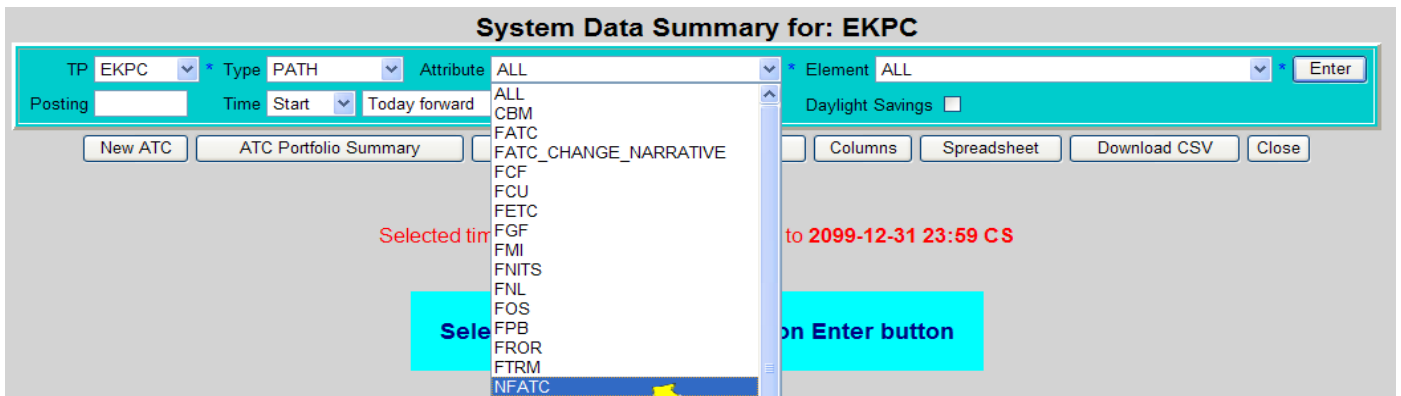 System Data Summary for: EKPC
TP EKPC * Type PATH Attribute ALL * Element ALL * Enter
Posting Time Start Today forward Daylight Savings
New ATC ATC Portfolio Summary Columns Spreadsheet Download CSV Close
ALL
CBM
FATC
FATC_CHANGE_NARRATIVE
FCF
FCU
FETC
FGF
FMI
FNITS
FNL
FOS
FPB
FROR
FTRM
NFATC
Selected tim to 2099-12-31 23:59 CS
Sele on Enter button